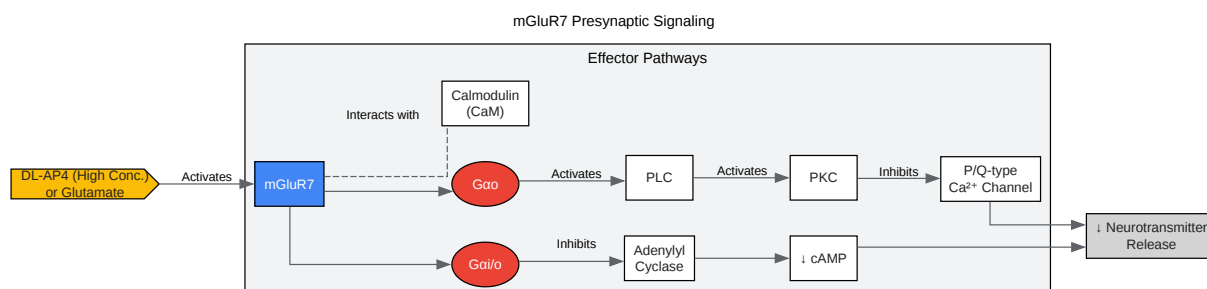 mGluR7 Presynaptic Signaling
Effector Pathways
Calmodulin
(CaM)
Interacts with
DL-AP4 (High Conc.)
or Glutamate
Activates
mGluR7
Gαo
Activates
PLC
Activates
PKC
Inhibits
P/Q-type
Ca²⁺ Channel
↓ Neurotransmitter
Release
Gαi/o
Inhibits
Adenylyl
Cyclase
↓ cAMP